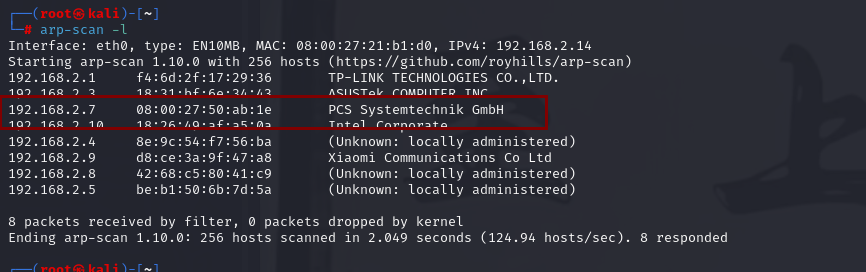 ┌──(root㉿kali)-[~]
└─# arp-scan -l
Interface: eth0, type: EN10MB, MAC: 08:00:27:21:b1:d0, IPv4: 192.168.2.14
Starting arp-scan 1.10.0 with 256 hosts (https://github.com/royhills/arp-scan)
192.168.2.1 f4:6d:2f:17:29:36 TP-LINK TECHNOLOGIES CO.,LTD.
192.168.2.3 18:31:bf:6e:34:43 ASUSTek COMPUTER INC.
192.168.2.7 08:00:27:50:ab:1e PCS Systemtechnik GmbH
192.168.2.10 18:26:49:af:a5:0a Intel Corporate
192.168.2.4 8e:9c:54:f7:56:ba (Unknown: locally administered)
192.168.2.9 d8:ce:3a:9f:47:a8 Xiaomi Communications Co Ltd
192.168.2.8 42:68:c5:80:41:c9 (Unknown: locally administered)
192.168.2.5 be:b1:50:6b:7d:5a (Unknown: locally administered)
8 packets received by filter, 0 packets dropped by kernel
Ending arp-scan 1.10.0: 256 hosts scanned in 2.049 seconds (124.94 hosts/sec). 8 responded
┌──(root㉿kali)-[~]